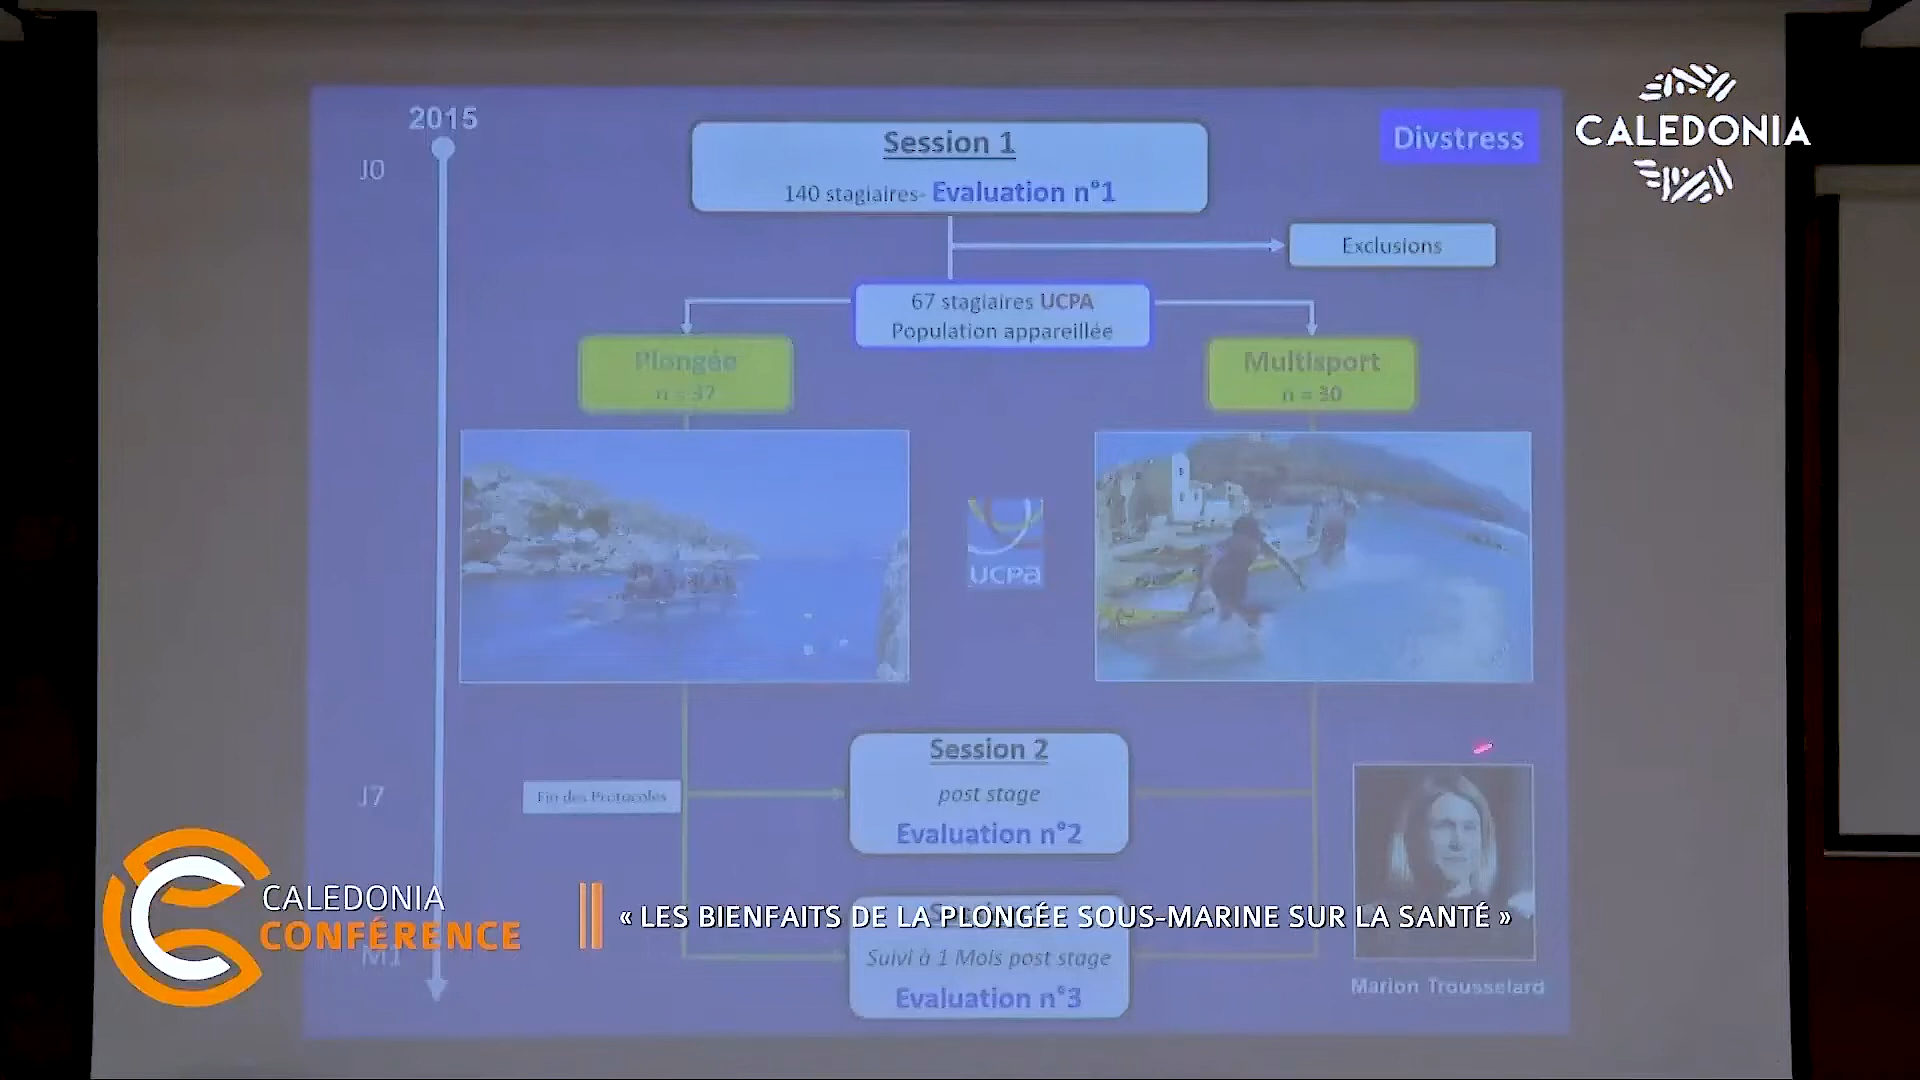 2015
J0
Session 1
140 stagiaires- Evaluation n°1
Divstress
CALEDONIA
Exclusions
67 stagiaires UCPA
Population appareillée
Plongée
n = 37
Multisport
n = 30
ucpa
Session 2
post stage
Evaluation n°2
Fin des Protocoles
J7
CALEDONIA
CONFÉRENCE
« LES BIENFAITS DE LA PLONGÉE SOUS-MARINE SUR LA SANTÉ »
M1
Suivi à 1 Mois post stage
Evaluation n°3
Marion Trousselard